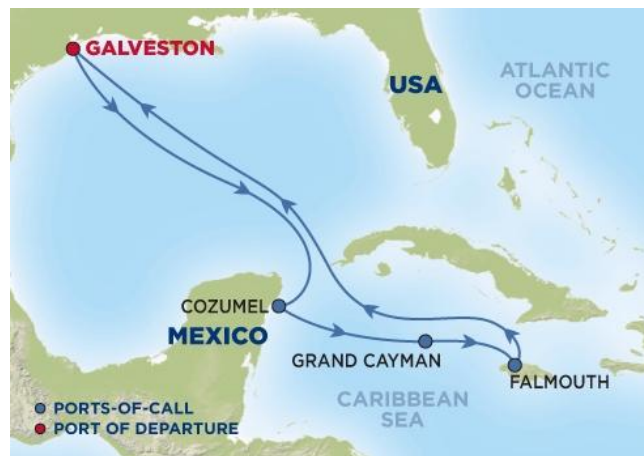 GALVESTON
USA
ATLANTIC
OCEAN
COZUMEL
MEXICO
GRAND CAYMAN
FALMOUTH
CARIBBEAN
SEA
PORTS-OF-CALL
PORT OF DEPARTURE